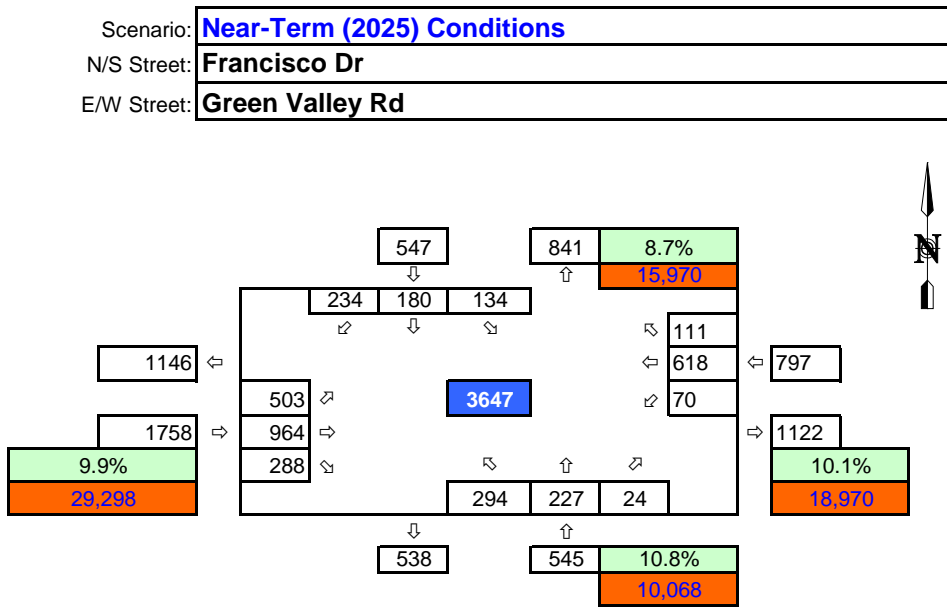 Scenario: Near-Term (2025) Conditions
N/S Street: Francisco Dr
E/W Street: Green Valley Rd
N
547 841 8.7%
⇩ ⇧ 15,970
234 180 134
⬃ ⇩ ⬂ ⬁ 111
1146 ⇦ ⇦ 618 ⇦ 797
503 ⬀ 3647 ⬃ 70
1758 ⇨ 964 ⇨ ⇨ 1122
9.9% 288 ⬂ ⬁ ⇧ ⬀ 10.1%
29,298 294 227 24 18,970
⇩ ⇧
538 545 10.8%
10,068